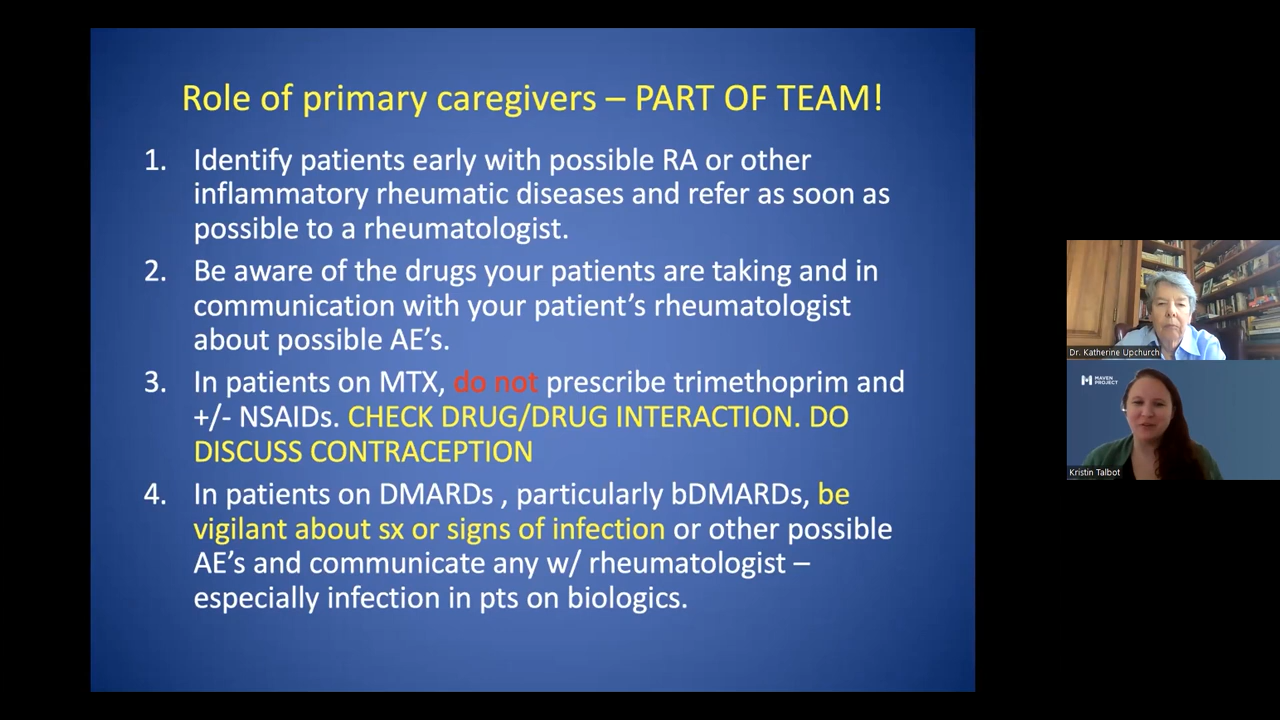 Role of primary caregivers – PART OF TEAM!
1. Identify patients early with possible RA or other
inflammatory rheumatic diseases and refer as soon as
possible to a rheumatologist.
2. Be aware of the drugs your patients are taking and in
communication with your patient's rheumatologist
about possible AE's.
3. In patients on MTX, do not prescribe trimethoprim and
+/- NSAIDs. CHECK DRUG/DRUG INTERACTION. DO
DISCUSS CONTRACEPTION
4. In patients on DMARDs , particularly bDMARDs, be
vigilant about sx or signs of infection or other possible
AE's and communicate any w/ rheumatologist –
especially infection in pts on biologics.
Dr. Katherine Upchurch
MAVEN
PROJECT
Kristin Talbot